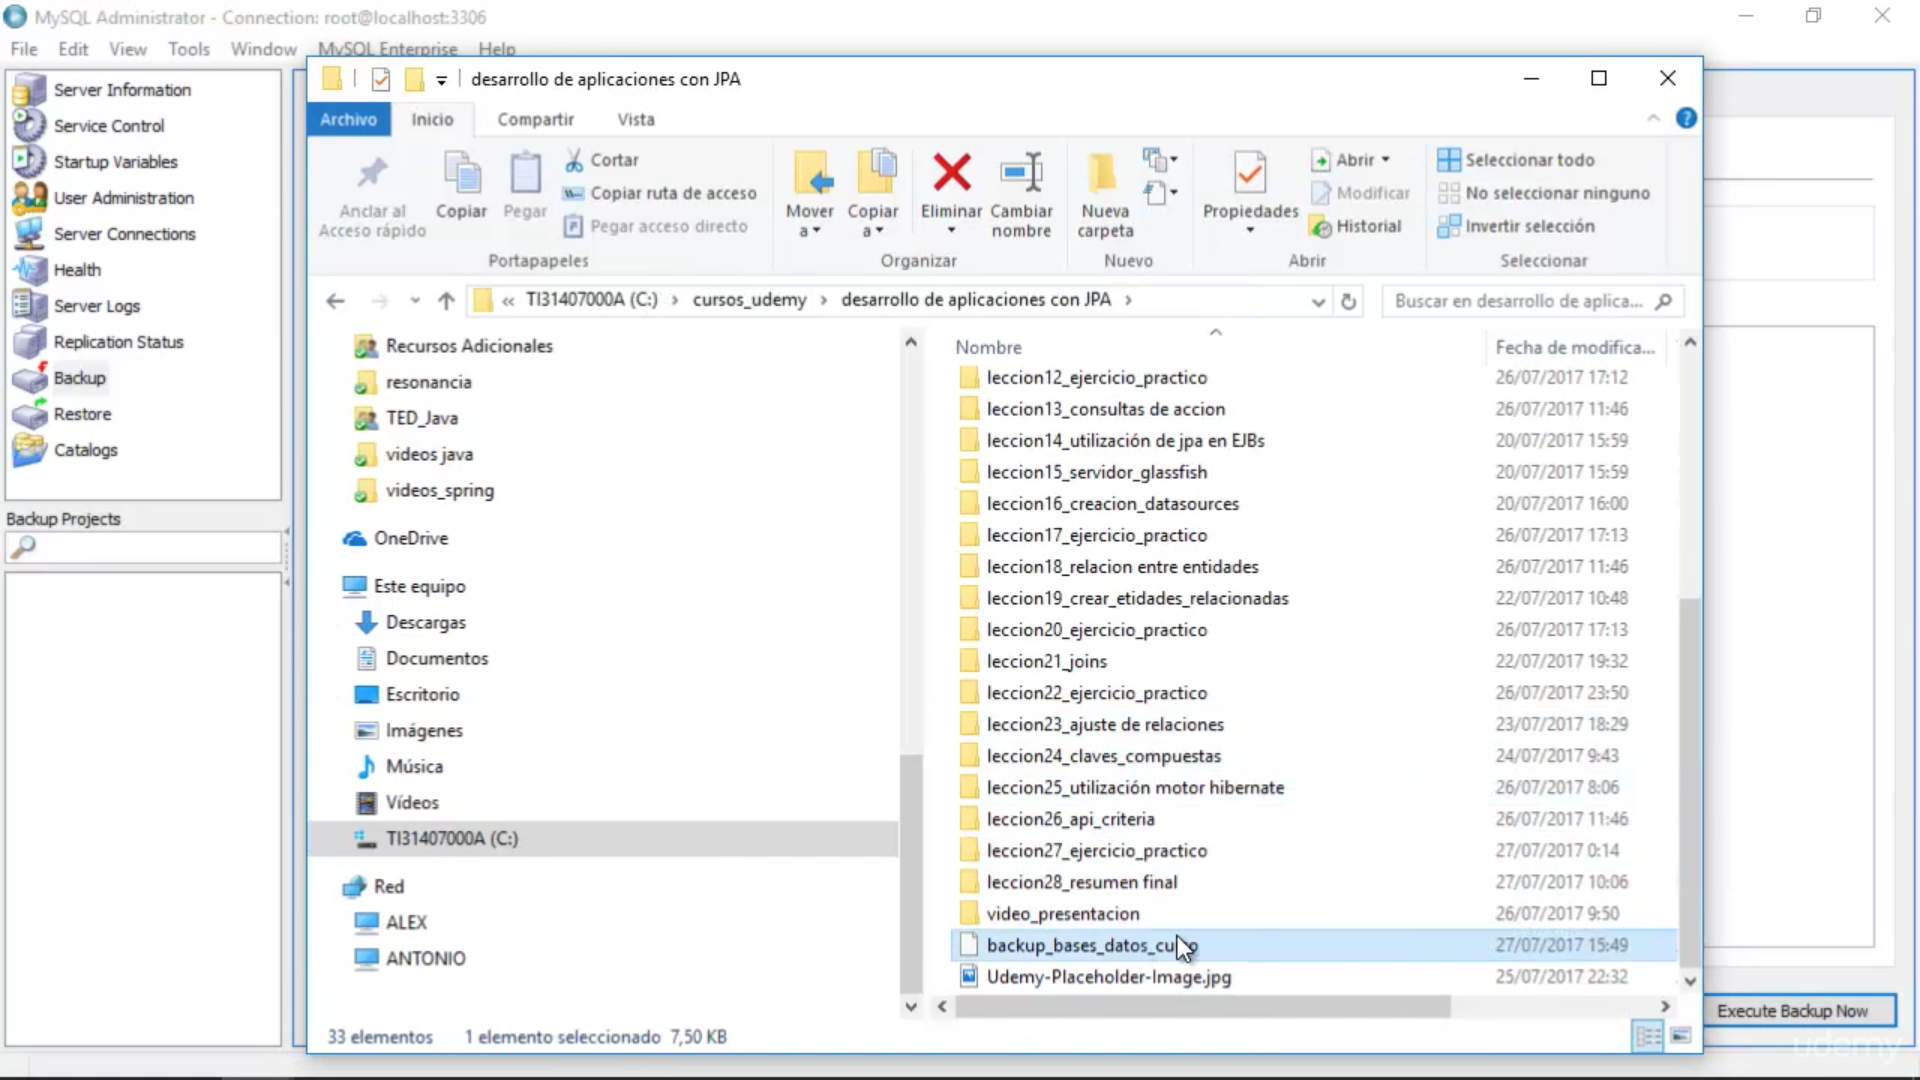 MySQL Administrator - Connection: root@localhost:3306
File Edit View Tools Window MySQL Enterprise Help
Server Information
Service Control
Startup Variables
User Administration
Server Connections
Health
Server Logs
Replication Status
Backup
Restore
Catalogs
Backup Projects
desarrollo de aplicaciones con JPA
Archivo Inicio Compartir Vista
Anclar al
Acceso rápido
Copiar
Pegar
Cortar
Copiar ruta de acceso
Pegar acceso directo
Portapapeles
Mover
a
Copiar
a
Eliminar
Cambiar
nombre
Organizar
Nueva
carpeta
Nuevo
Propiedades
Abrir
Modificar
Historial
Abrir
Seleccionar todo
No seleccionar ninguno
Invertir selección
Seleccionar
« TI31407000A (C:) › cursos_udemy › desarrollo de aplicaciones con JPA ›
Buscar en desarrollo de aplica...
Recursos Adicionales
resonancia
TED_Java
videos java
videos_spring
OneDrive
Este equipo
Descargas
Documentos
Escritorio
Imágenes
Música
Vídeos
TI31407000A (C:)
Red
ALEX
ANTONIO
Nombre Fecha de modifica...
leccion12_ejercicio_practico 26/07/2017 17:12
leccion13_consultas de accion 26/07/2017 11:46
leccion14_utilización de jpa en EJBs 20/07/2017 15:59
leccion15_servidor_glassfish 20/07/2017 15:59
leccion16_creacion_datasources 20/07/2017 16:00
leccion17_ejercicio_practico 26/07/2017 17:13
leccion18_relacion entre entidades 26/07/2017 11:46
leccion19_crear_etidades_relacionadas 22/07/2017 10:48
leccion20_ejercicio_practico 26/07/2017 17:13
leccion21_joins 22/07/2017 19:32
leccion22_ejercicio_practico 26/07/2017 23:50
leccion23_ajuste de relaciones 23/07/2017 18:29
leccion24_claves_compuestas 24/07/2017 9:43
leccion25_utilización motor hibernate 26/07/2017 8:06
leccion26_api_criteria 26/07/2017 11:46
leccion27_ejercicio_practico 27/07/2017 0:14
leccion28_resumen final 27/07/2017 10:06
video_presentacion 26/07/2017 9:50
backup_bases_datos_curso 27/07/2017 15:49
Udemy-Placeholder-Image.jpg 25/07/2017 22:32
33 elementos 1 elemento seleccionado 7,50 KB
Execute Backup Now
udemy